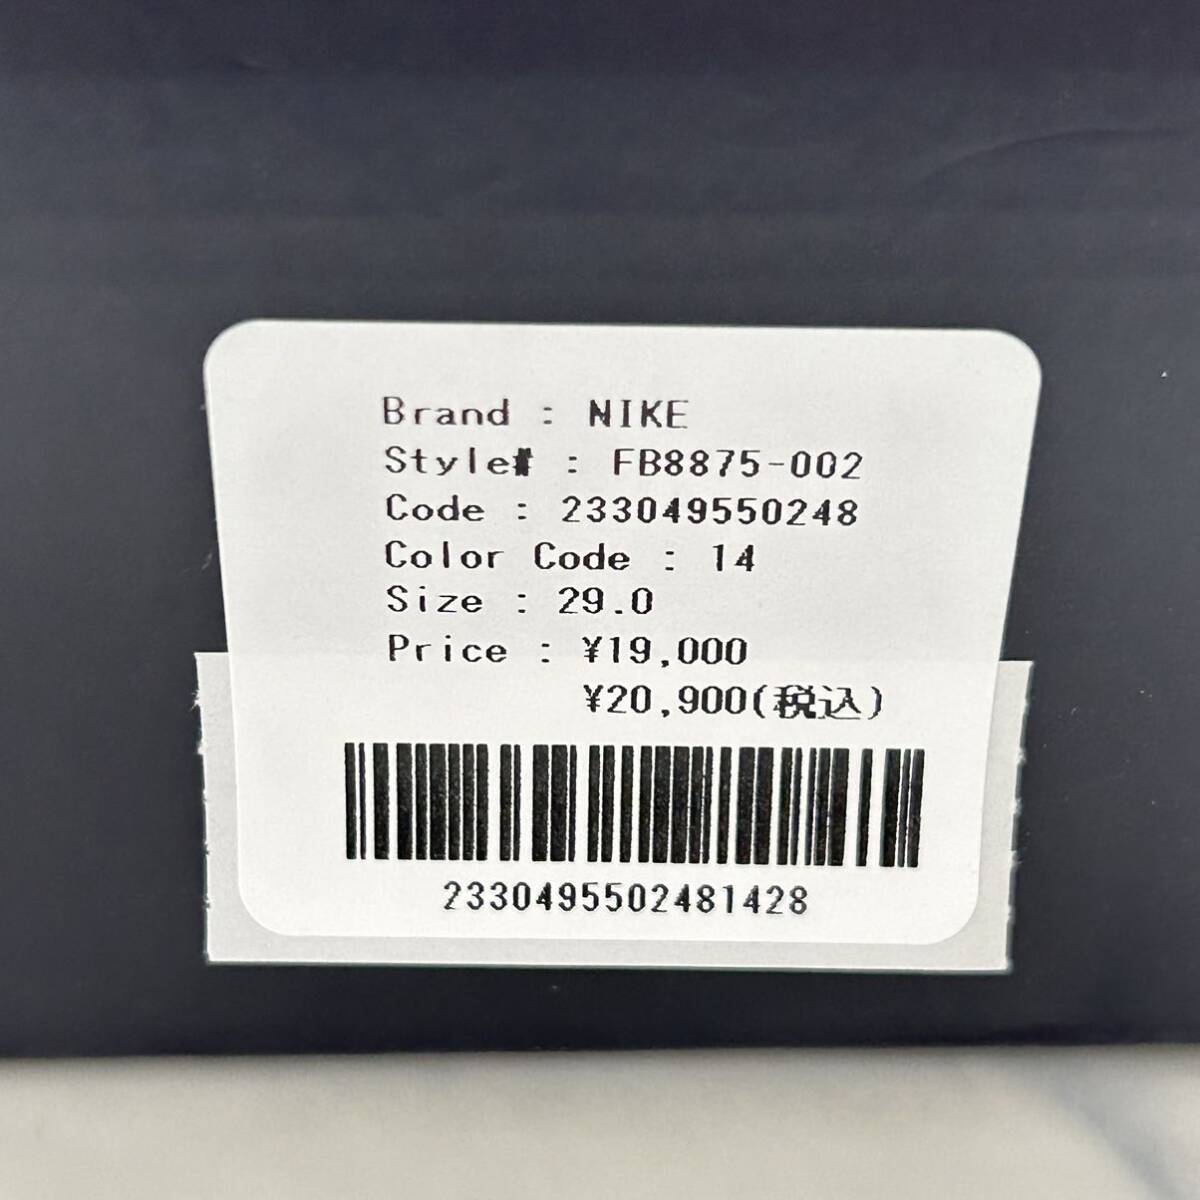 Brand : NIKE
Style# : FB8875-002
Code : 233049550248
Color Code : 14
Size : 29.0
Price : ¥19,000
¥20,900(税込)
2330495502481428